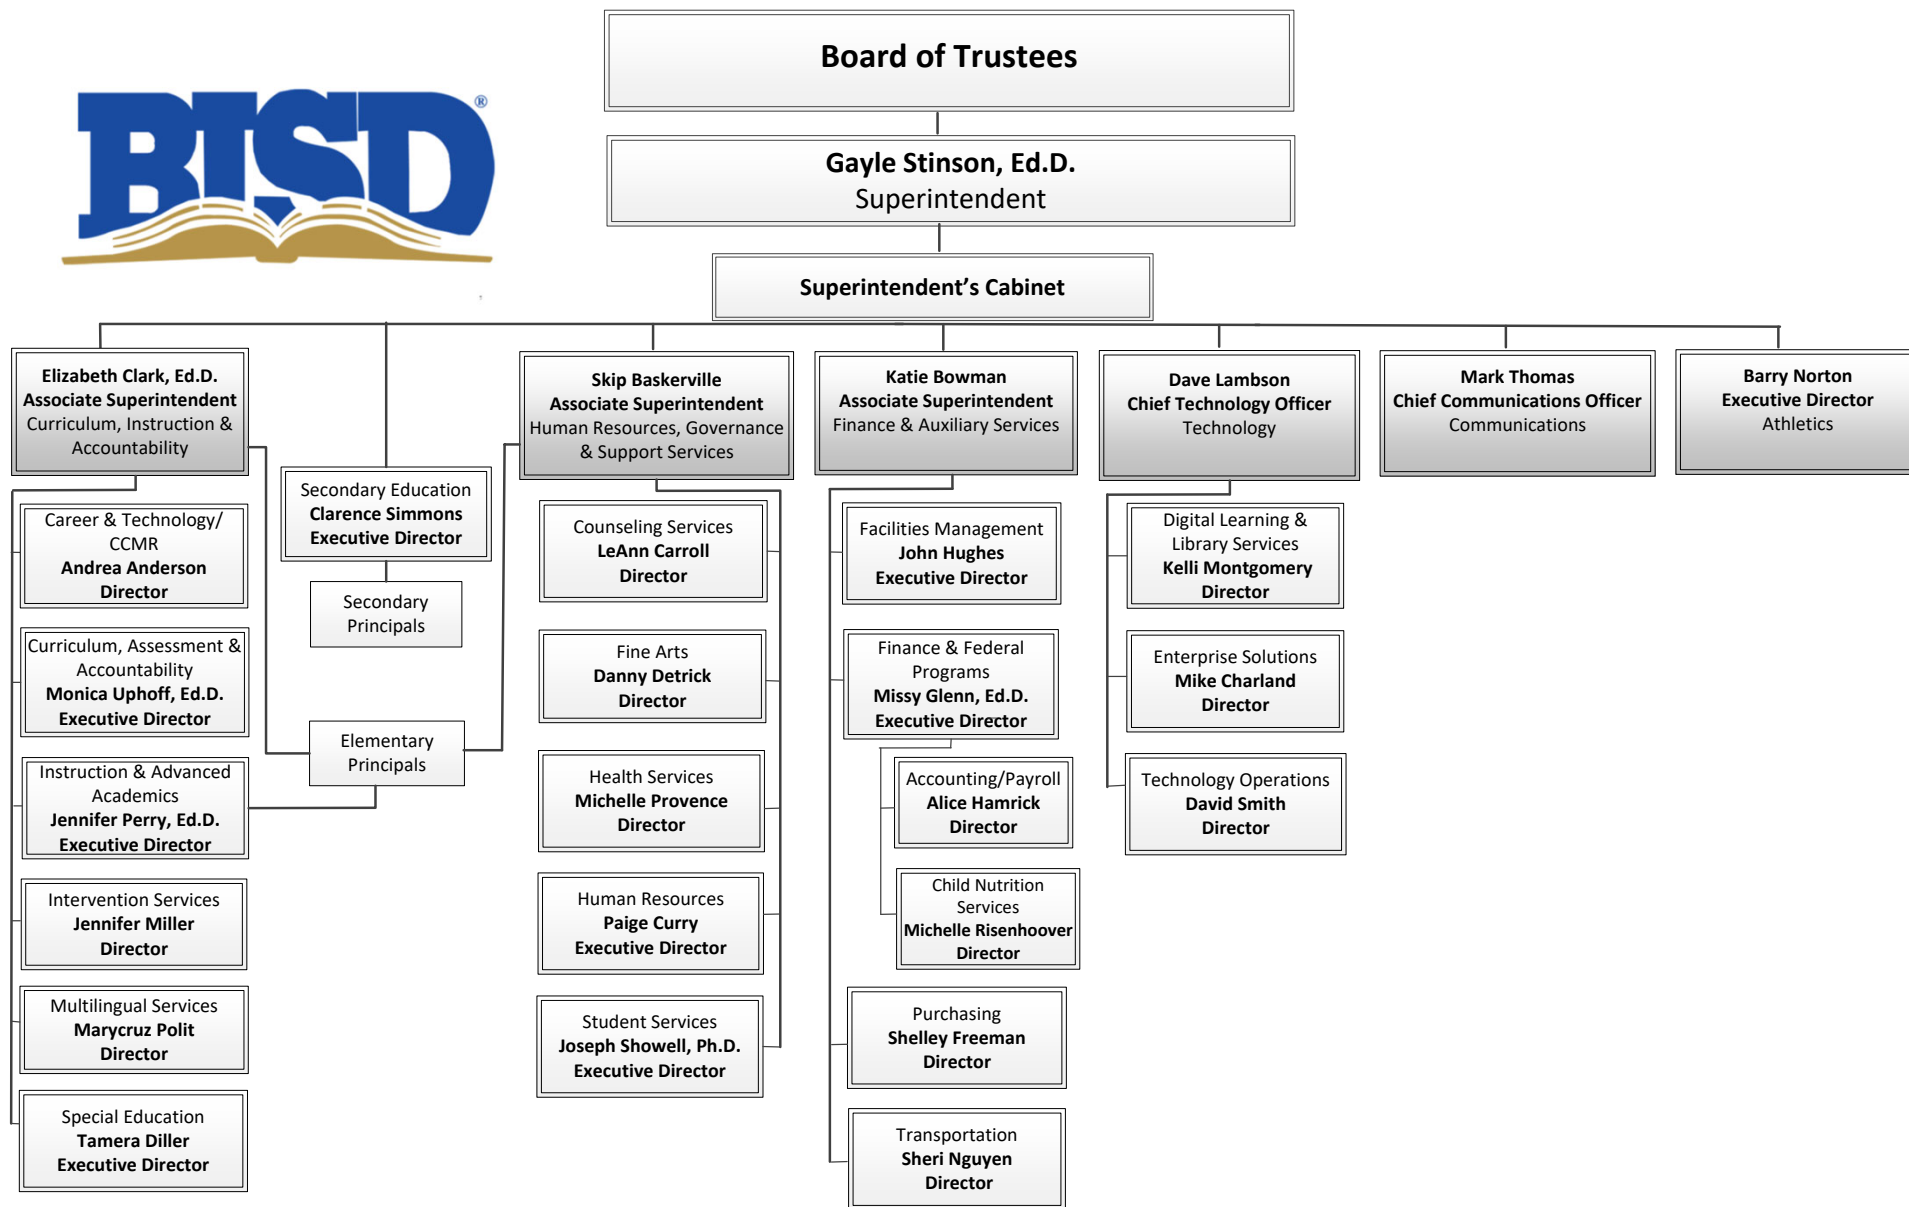 BISD®
Board of Trustees
Gayle Stinson, Ed.D.
Superintendent
Superintendent's Cabinet
Elizabeth Clark, Ed.D.
Associate Superintendent
Curriculum, Instruction &
Accountability
Career & Technology/
CCMR
Andrea Anderson
Director
Curriculum, Assessment &
Accountability
Monica Uphoff, Ed.D.
Executive Director
Instruction & Advanced
Academics
Jennifer Perry, Ed.D.
Executive Director
Intervention Services
Jennifer Miller
Director
Multilingual Services
Marycruz Polit
Director
Special Education
Tamera Diller
Executive Director
Secondary Education
Clarence Simmons
Executive Director
Secondary
Principals
Elementary
Principals
Skip Baskerville
Associate Superintendent
Human Resources, Governance
& Support Services
Counseling Services
LeAnn Carroll
Director
Fine Arts
Danny Detrick
Director
Health Services
Michelle Provence
Director
Human Resources
Paige Curry
Executive Director
Student Services
Joseph Showell, Ph.D.
Executive Director
Katie Bowman
Associate Superintendent
Finance & Auxiliary Services
Facilities Management
John Hughes
Executive Director
Finance & Federal
Programs
Missy Glenn, Ed.D.
Executive Director
Accounting/Payroll
Alice Hamrick
Director
Child Nutrition
Services
Michelle Risenhoover
Director
Purchasing
Shelley Freeman
Director
Transportation
Sheri Nguyen
Director
Dave Lambson
Chief Technology Officer
Technology
Digital Learning &
Library Services
Kelli Montgomery
Director
Enterprise Solutions
Mike Charland
Director
Technology Operations
David Smith
Director
Mark Thomas
Chief Communications Officer
Communications
Barry Norton
Executive Director
Athletics